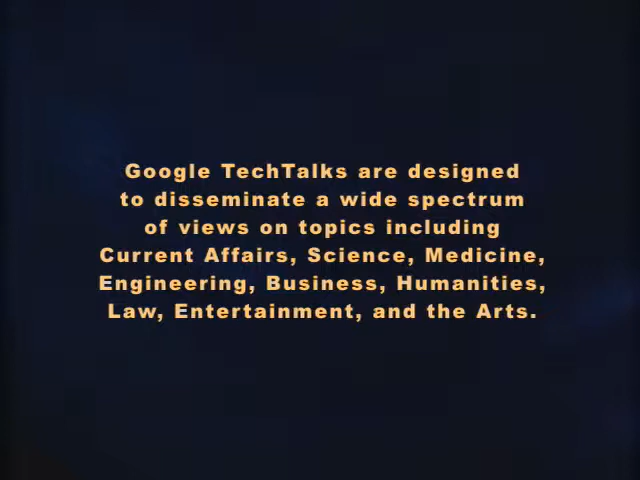 Google TechTalks are designed
to disseminate a wide spectrum
of views on topics including
Current Affairs, Science, Medicine,
Engineering, Business, Humanities,
Law, Entertainment, and the Arts.